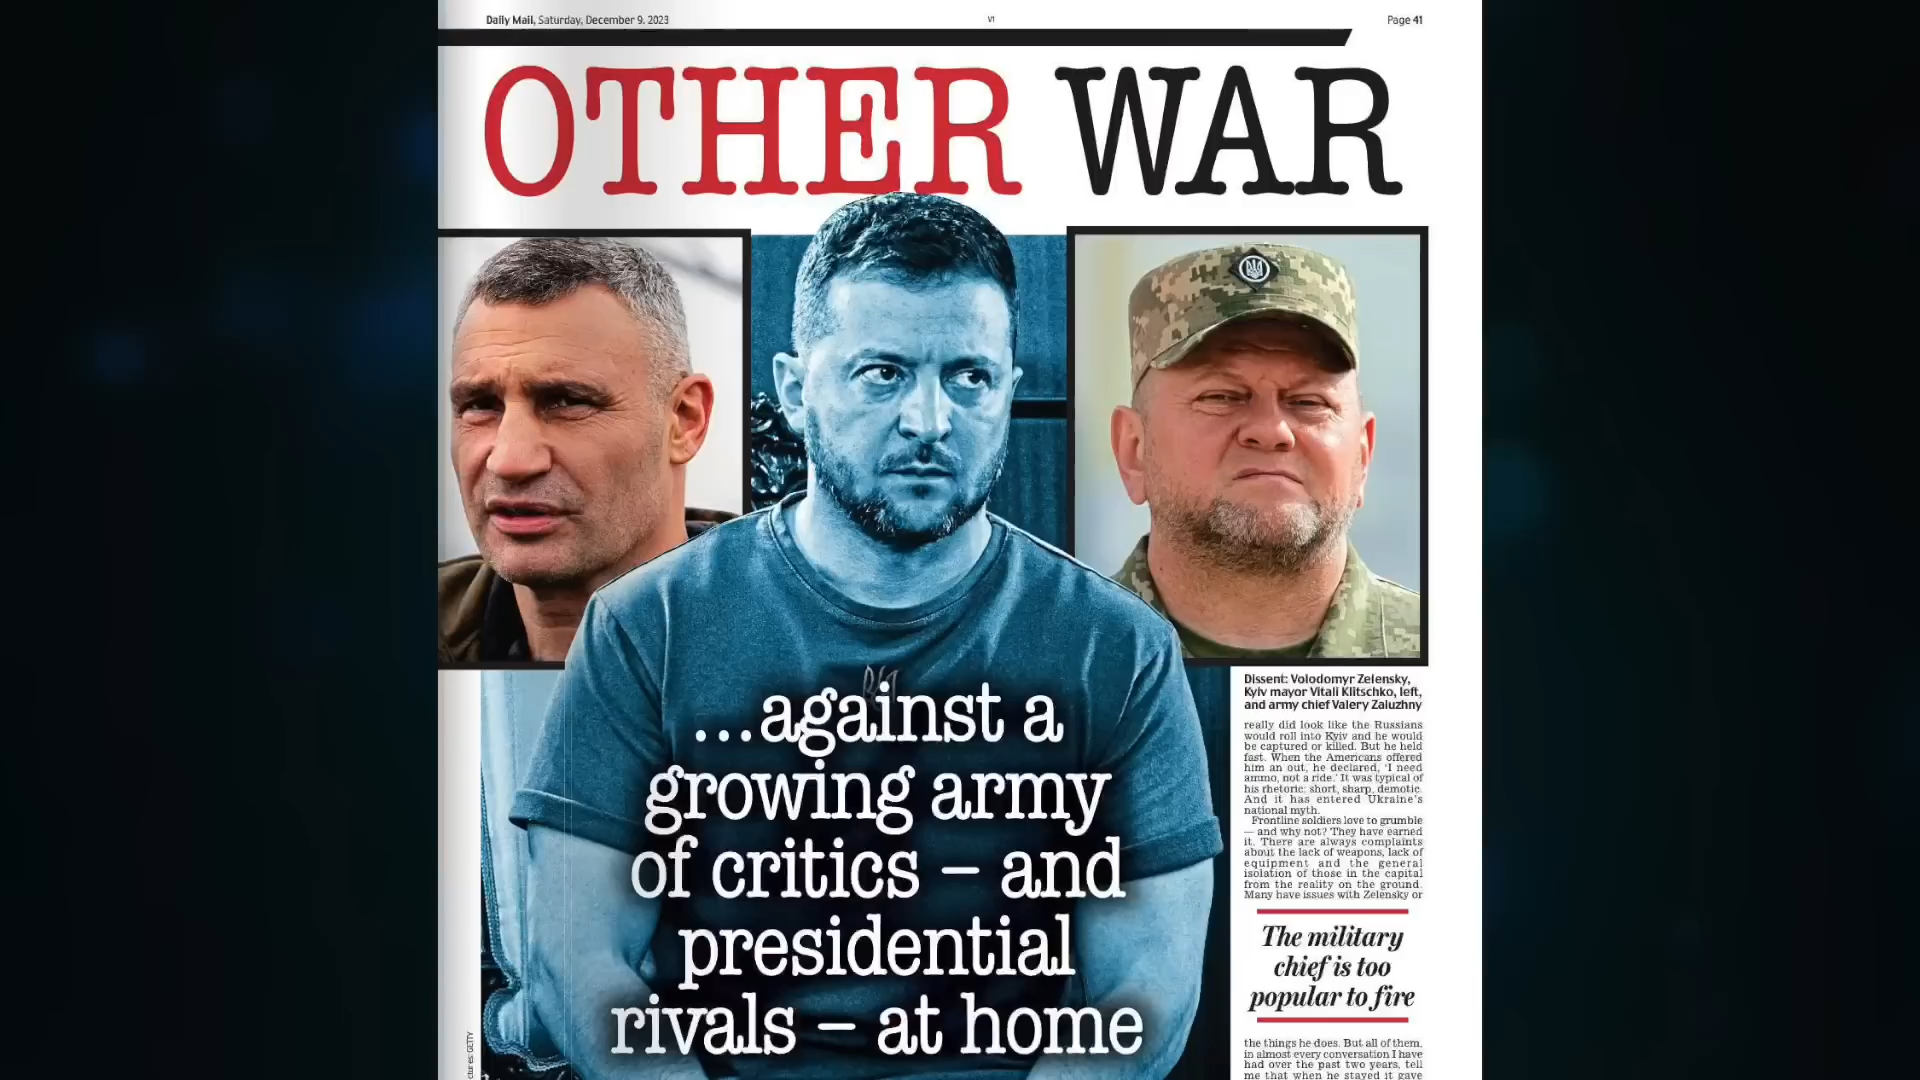 Daily Mail, Saturday, December 9, 2023
V1
Page 41
OTHER WAR
...against a
growing army
of critics – and
presidential
rivals – at home
Dissent: Volodomyr Zelensky,
Kyiv mayor Vitali Klitschko, left,
and army chief Valery Zaluzhny
really did look like the Russians
would roll into Kyiv and he would
be captured or killed. But he held
fast. When the Americans offered
him an out, he declared, 'I need
ammo, not a ride.' It was typical of
his rhetoric: short, sharp, demotic.
And it has entered Ukraine's
national myth.
Frontline soldiers love to grumble
— and why not? They have earned
it. There are always complaints
about the lack of weapons, lack of
equipment and the general
isolation of those in the capital
from the reality on the ground.
Many have issues with Zelensky or
The military
chief is too
popular to fire
the things he does. But all of them,
in almost every conversation I have
had over the past two years, tell
me that when he stayed it gave
ctures: GETTY